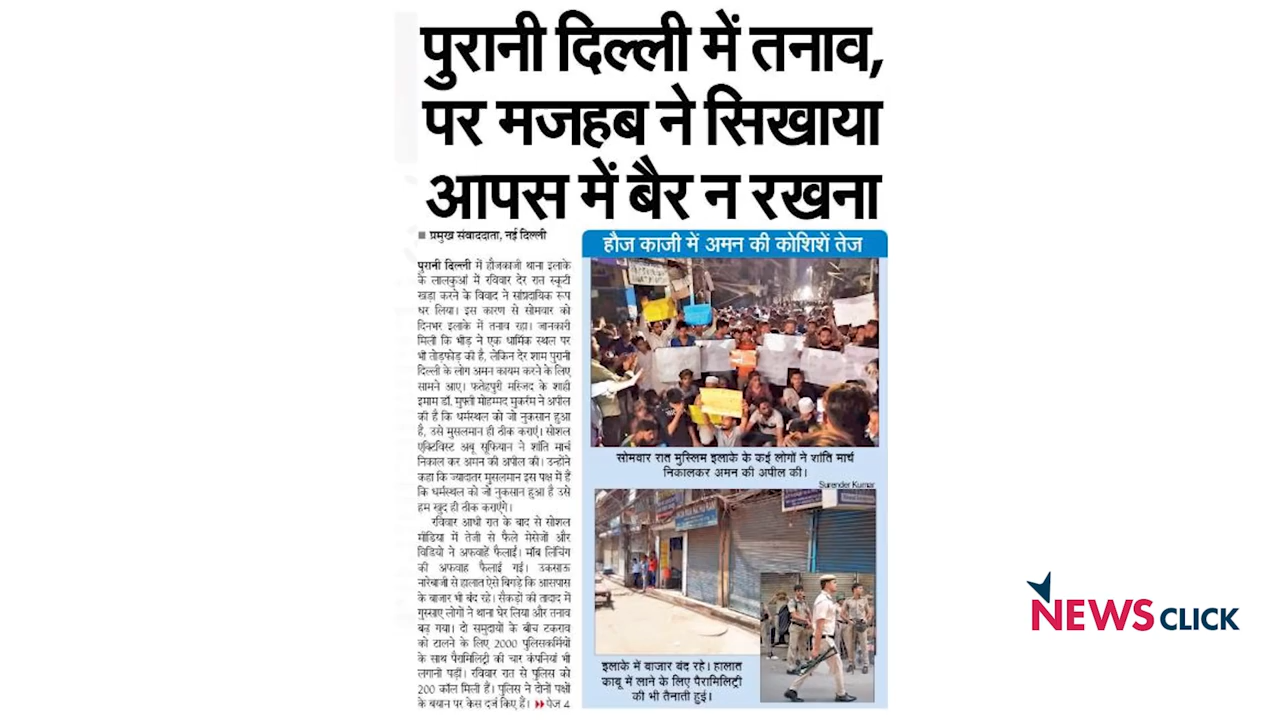 पुरानी दिल्ली में तनाव,
पर मजहब ने सिखाया
आपस में बैर न रखना
■ प्रमुख संवाददाता, नई दिल्ली
पुरानी दिल्ली में हौजकाजी थाना इलाके
के लालकुआं में रविवार देर रात स्कूटी
खड़ा करने के विवाद ने सांप्रदायिक रूप
धर लिया। इस कारण से सोमवार को
दिनभर इलाके में तनाव रहा। जानकारी
मिली कि भीड़ ने एक धार्मिक स्थल पर
भी तोड़फोड़ की है, लेकिन देर शाम पुरानी
दिल्ली के लोग अमन कायम करने के लिए
सामने आए। फतेहपुरी मस्जिद के शाही
इमाम डॉ. मुफ्ती मोहम्मद मुकर्रम ने अपील
की है कि धर्मस्थल को जो नुकसान हुआ
है, उसे मुसलमान ही ठीक कराएं। सोशल
एक्टिविस्ट अबू सूफियान ने शांति मार्च
निकाल कर अमन की अपील की। उन्होंने
कहा कि ज्यादातर मुसलमान इस पक्ष में हैं
कि धर्मस्थल को जो नुकसान हुआ है उसे
हम खुद ही ठीक कराएंगे।
रविवार आधी रात के बाद से सोशल
मीडिया में तेजी से फैले मेसेजों और
विडियो ने अफवाहें फैलाईं। मॉब लिंचिंग
की अफवाह फैलाई गई। उकसाऊ
नारेबाजी से हालात ऐसे बिगड़े कि आसपास
के बाजार भी बंद रहे। सैकड़ों की तादाद में
गुस्साए लोगों ने थाना घेर लिया और तनाव
बढ़ गया। दो समुदायों के बीच टकराव
को टालने के लिए 2000 पुलिसकर्मियों
के साथ पैरामिलिट्री की चार कंपनियां भी
लगानी पड़ीं। रविवार रात से पुलिस को
200 कॉल मिली हैं। पुलिस ने दोनों पक्षों
के बयान पर केस दर्ज किए हैं। ▶▶पेज 4
हौज काजी में अमन की कोशिशें तेज
सोमवार रात मुस्लिम इलाके के कई लोगों ने शांति मार्च
निकालकर अमन की अपील की।
Surender Kumar
इलाके में बाजार बंद रहे। हालात
काबू में लाने के लिए पैरामिलिट्री
की भी तैनाती हुई।
NEWSCLICK